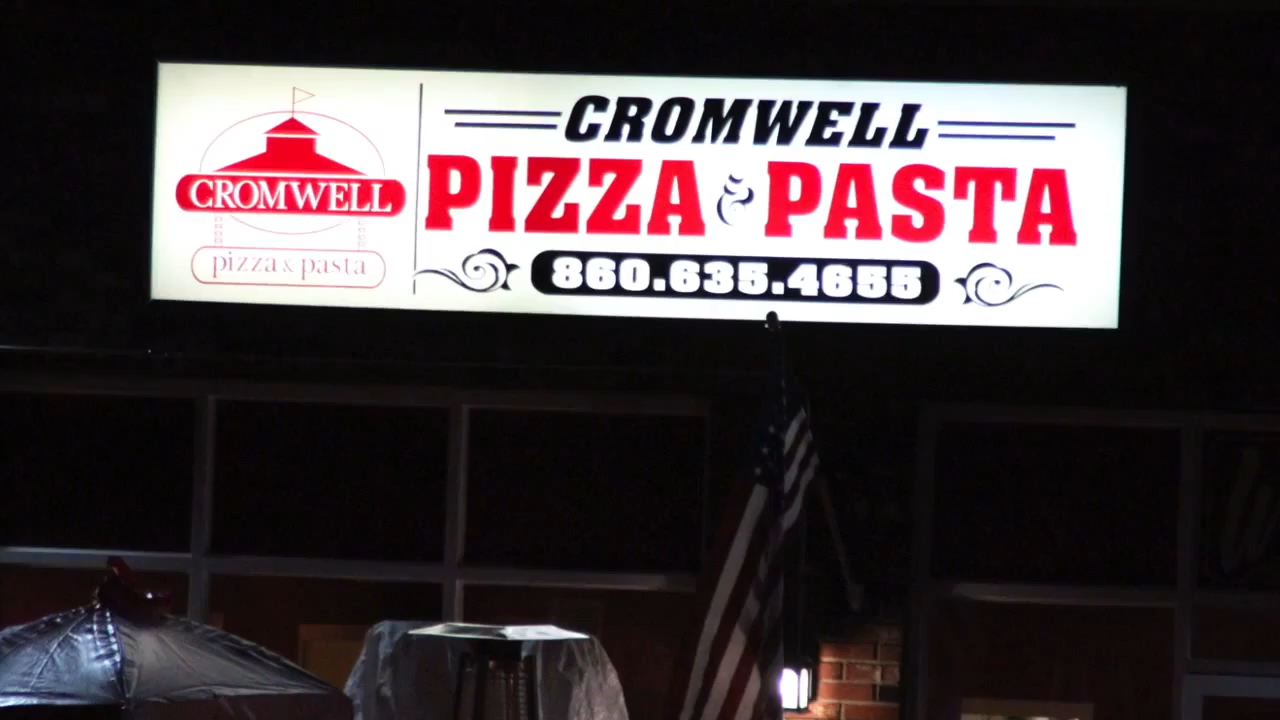 CROMWELL
pizza & pasta
CROMWELL
PIZZA & PASTA
860.635.4655